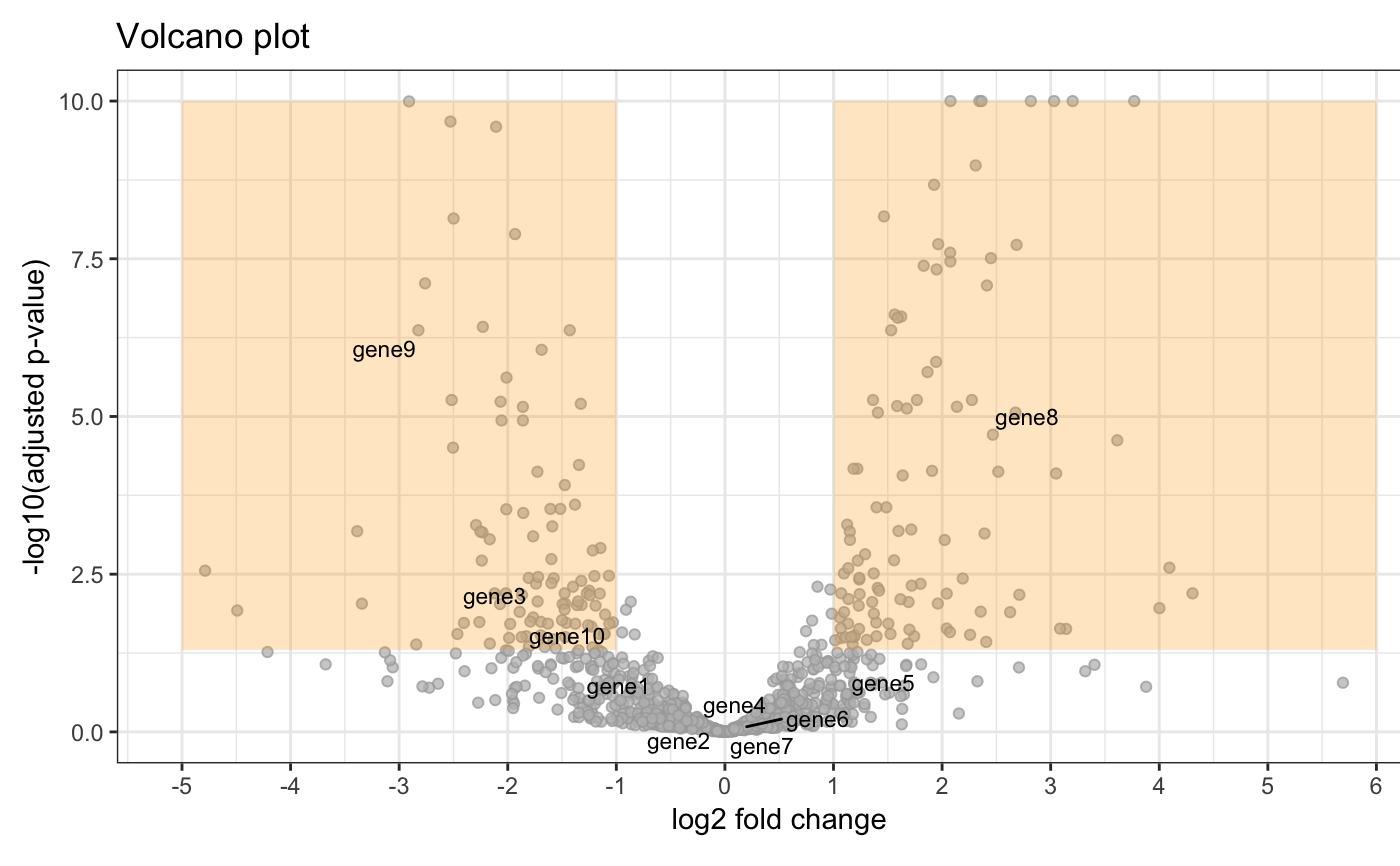 Volcano plot
10.0
7.5
5.0
2.5
0.0
-log10(adjusted p-value)
gene9
gene8
gene3
gene10
gene1
gene5
gene4
gene6
gene2
gene7
-5 -4 -3 -2 -1 0 1 2 3 4 5 6
log2 fold change